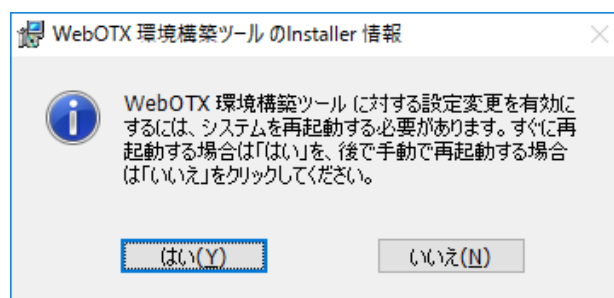 WebOTX 環境構築ツール のInstaller 情報
WebOTX 環境構築ツール に対する設定変更を有効に
するには、システムを再起動する必要があります。すぐに再
起動する場合は「はい」を、後で手動で再起動する場合
は「いいえ」をクリックしてください。
はい(Y)
いいえ(N)